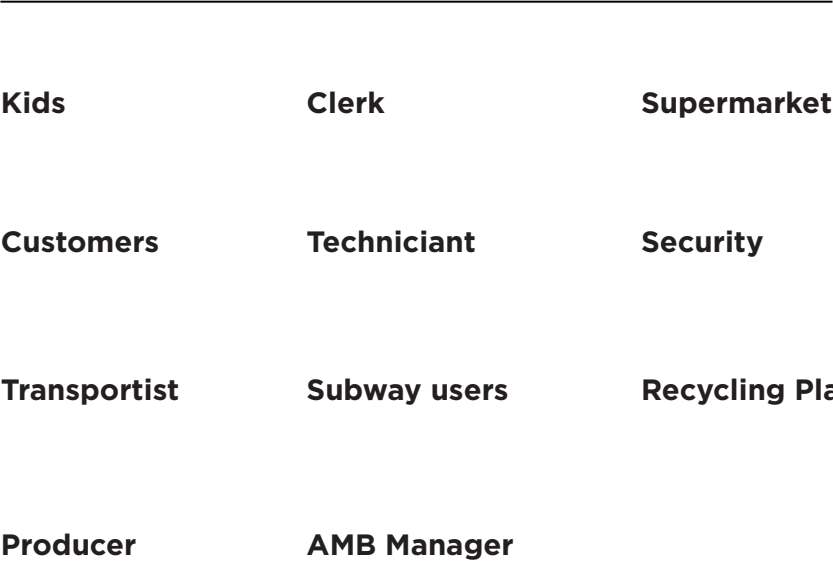 Kids Clerk Supermarket
Customers Techniciant Security
Transportist Subway users Recycling
Producer AMB Manager